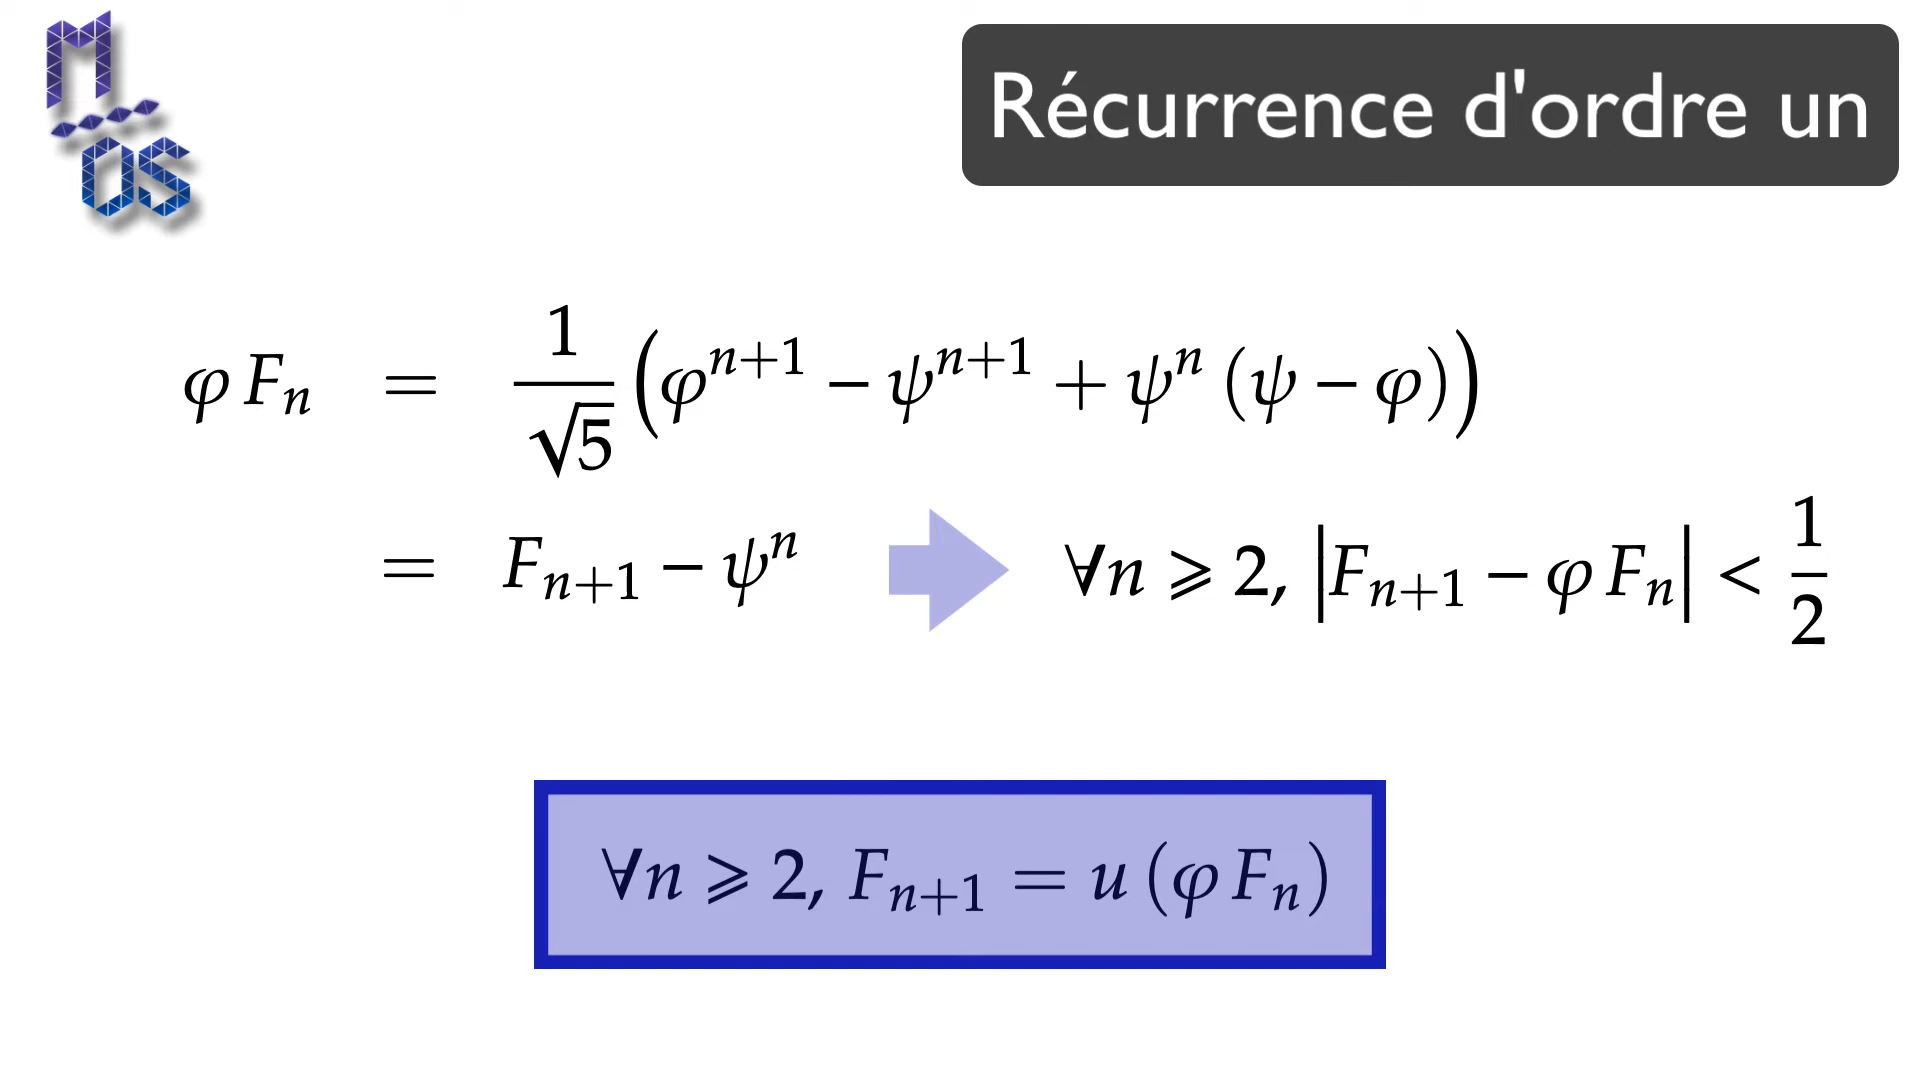 M
OS
Récurrence d'ordre un
φ Fₙ = 1/√5 (φⁿ⁺¹ − ψⁿ⁺¹ + ψⁿ (ψ − φ))
= Fₙ₊₁ − ψⁿ ∀n ⩾ 2, |Fₙ₊₁ − φ Fₙ| < 1/2
∀n ⩾ 2, Fₙ₊₁ = u (φ Fₙ)